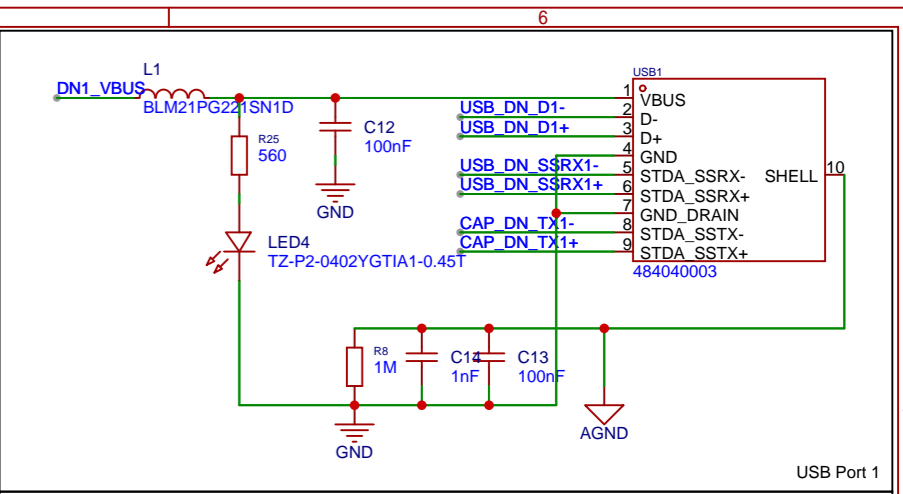 6
L1
DN1_VBUS
BLM21PG221SN1D
R25
560
C12
100nF
GND
LED4
TZ-P2-0402YGTIA1-0.45T
USB1
1
VBUS
USB_DN_D1-
2
D-
USB_DN_D1+
3
D+
4
GND
USB_DN_SSRX1-
5
STDA_SSRX-
SHELL
10
USB_DN_SSRX1+
6
STDA_SSRX+
7
GND_DRAIN
CAP_DN_TX1-
8
STDA_SSTX-
CAP_DN_TX1+
9
STDA_SSTX+
484040003
R8
1M
C14
1nF
C13
100nF
GND
AGND
USB Port 1